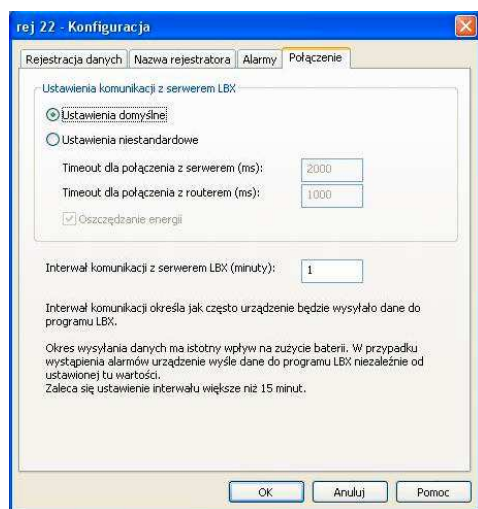 rej 22 - Konfiguracja
Rejestracja danych Nazwa rejestratora Alarmy Połączenie
Ustawienia komunikacji z serwerem LBX
Ustawienia domyślne
Ustawienia niestandardowe
Timeout dla połączenia z serwerem (ms): 2000
Timeout dla połączenia z routerem (ms): 1000
Oszczędzanie energii
Interwał komunikacji z serwerem LBX (minuty): 1
Interwał komunikacji określa jak często urządzenie będzie wysyłało dane do
programu LBX.
Okres wysyłania danych ma istotny wpływ na zużycie baterii. W przypadku
wystąpienia alarmów urządzenie wyśle dane do programu LBX niezależnie od
ustawionej tu wartości.
Zaleca się ustawienie interwału większe niż 15 minut.
OK Anuluj Pomoc